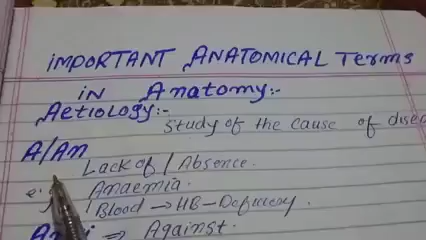 IMPORTANT ANATOMICAL Terms
IN Anatomy:-
Aetiology:-
Study of the cause of
A/An
Lack of / Absence.
Anaemia.
Blood → HB - Deficiency.
⇒ Against.